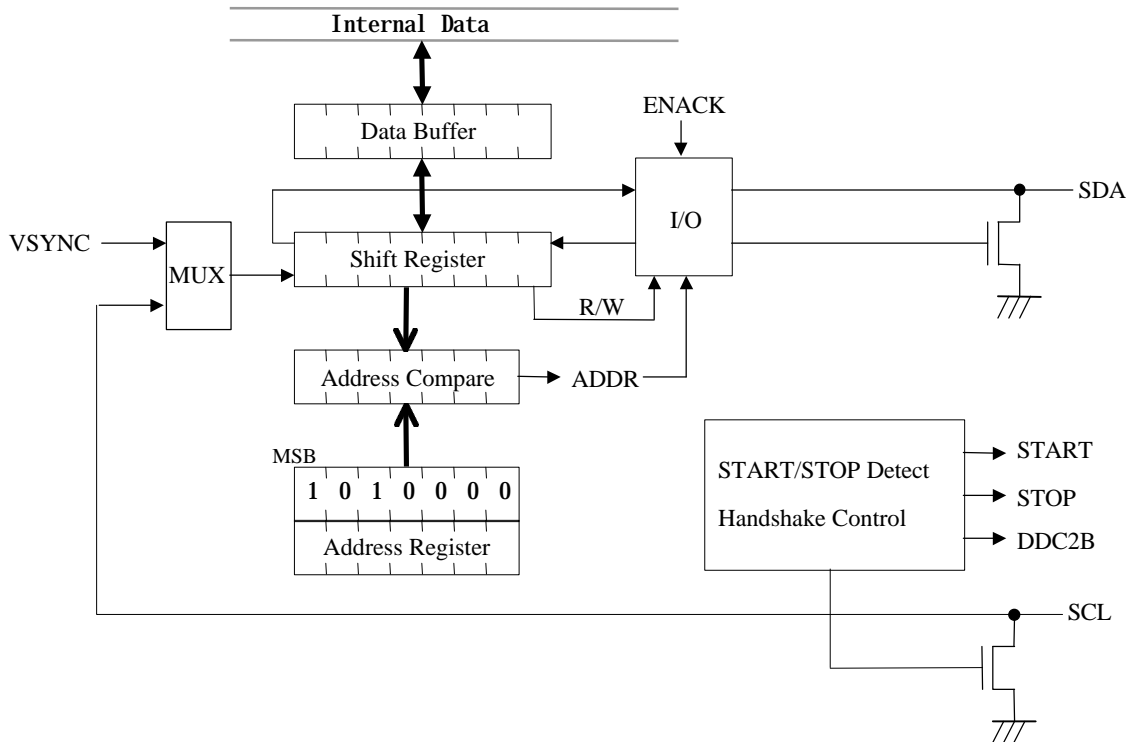 Internal Data
Data Buffer
ENACK
I/O
SDA
VSYNC
MUX
Shift Register
R/W
Address Compare
ADDR
MSB
1 0 1 0 0 0 0
Address Register
START/STOP Detect
Handshake Control
START
STOP
DDC2B
SCL